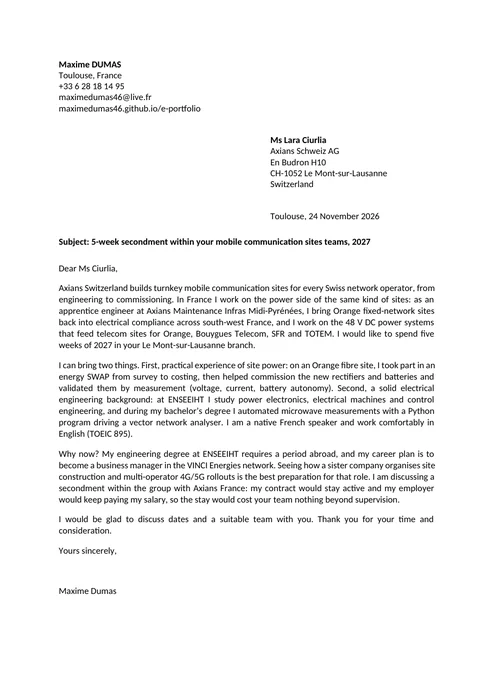 Maxime DUMAS
Toulouse, France
+33 6 28 18 14 95
maximedumas46@live.fr
maximedumas46.github.io/e-portfolio
Ms Lara Ciurlia
Axians Schweiz AG
En Budron H10
CH-1052 Le Mont-sur-Lausanne
Switzerland
Toulouse, 24 November 2026
Subject: 5-week secondment within your mobile communication sites teams, 2027
Dear Ms Ciurlia,
Axians Switzerland builds turnkey mobile communication sites for every Swiss network operator, from
engineering to commissioning. In France I work on the power side of the same kind of sites: as an
apprentice engineer at Axians Maintenance Infras Midi-Pyrénées, I bring Orange fixed-network sites
back into electrical compliance across south-west France, and I work on the 48 V DC power systems
that feed telecom sites for Orange, Bouygues Telecom, SFR and TOTEM. I would like to spend five
weeks of 2027 in your Le Mont-sur-Lausanne branch.
I can bring two things. First, practical experience of site power: on an Orange fibre site, I took part in an
energy SWAP from survey to costing, then helped commission the new rectifiers and batteries and
validated them by measurement (voltage, current, battery autonomy). Second, a solid electrical
engineering background: at ENSEEIHT I study power electronics, electrical machines and control
engineering, and during my bachelor's degree I automated microwave measurements with a Python
program driving a vector network analyser. I am a native French speaker and work comfortably in
English (TOEIC 895).
Why now? My engineering degree at ENSEEIHT requires a period abroad, and my career plan is to
become a business manager in the VINCI Energies network. Seeing how a sister company organises site
construction and multi-operator 4G/5G rollouts is the best preparation for that role. I am discussing a
secondment within the group with Axians France: my contract would stay active and my employer
would keep paying my salary, so the stay would cost your team nothing beyond supervision.
I would be glad to discuss dates and a suitable team with you. Thank you for your time and
consideration.
Yours sincerely,
Maxime Dumas